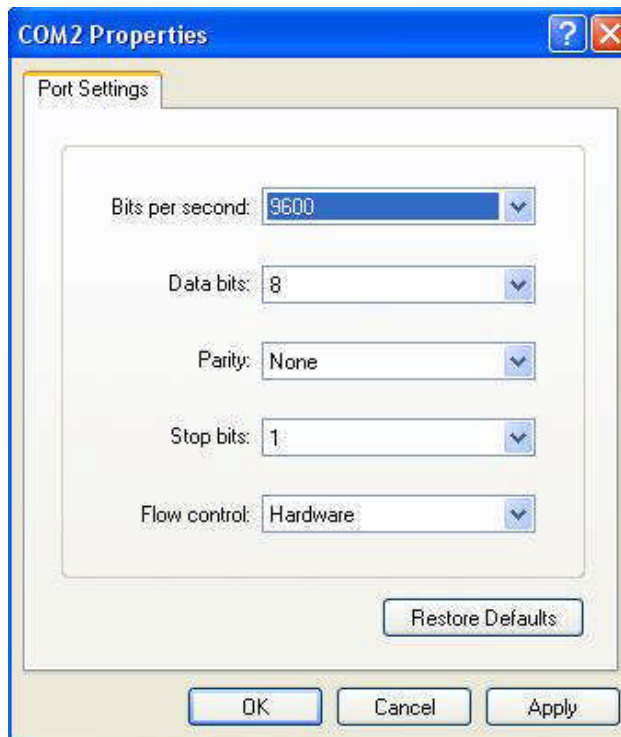 COM2 Properties
Port Settings
Bits per second: 9600
Data bits: 8
Parity: None
Stop bits: 1
Flow control: Hardware
Restore Defaults
OK Cancel Apply